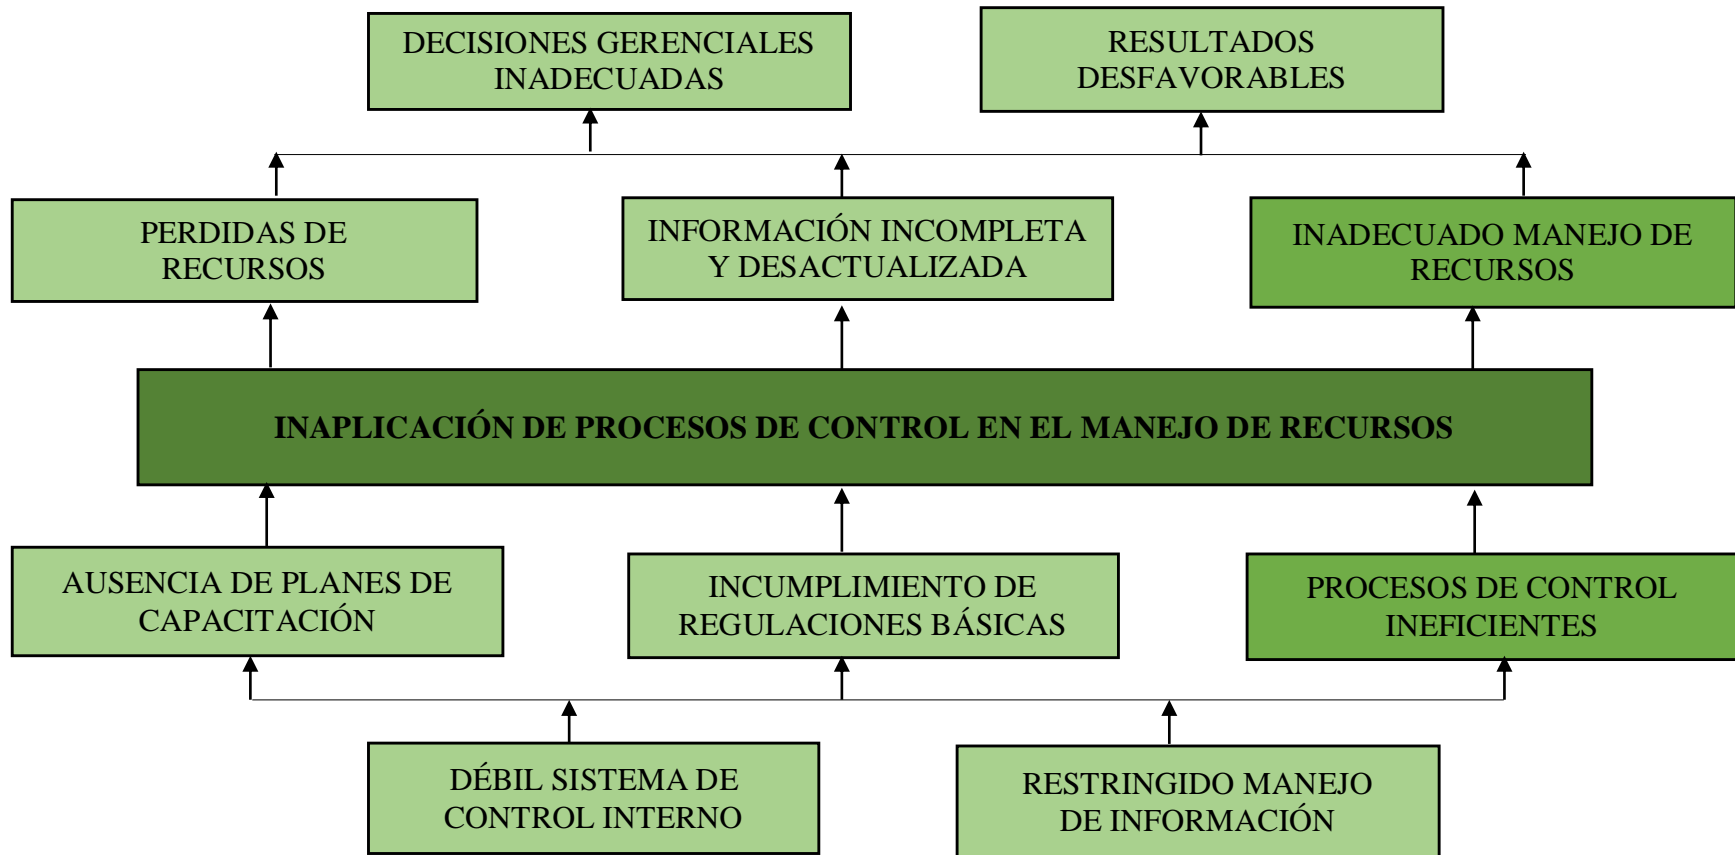 DECISIONES GERENCIALES
INADECUADAS
RESULTADOS
DESFAVORABLES
PERDIDAS DE
RECURSOS
INFORMACIÓN INCOMPLETA
Y DESACTUALIZADA
INADECUADO MANEJO DE
RECURSOS
INAPLICACIÓN DE PROCESOS DE CONTROL EN EL MANEJO DE RECURSOS
AUSENCIA DE PLANES DE
CAPACITACIÓN
INCUMPLIMIENTO DE
REGULACIONES BÁSICAS
PROCESOS DE CONTROL
INEFICIENTES
DÉBIL SISTEMA DE
CONTROL INTERNO
RESTRINGIDO MANEJO
DE INFORMACIÓN